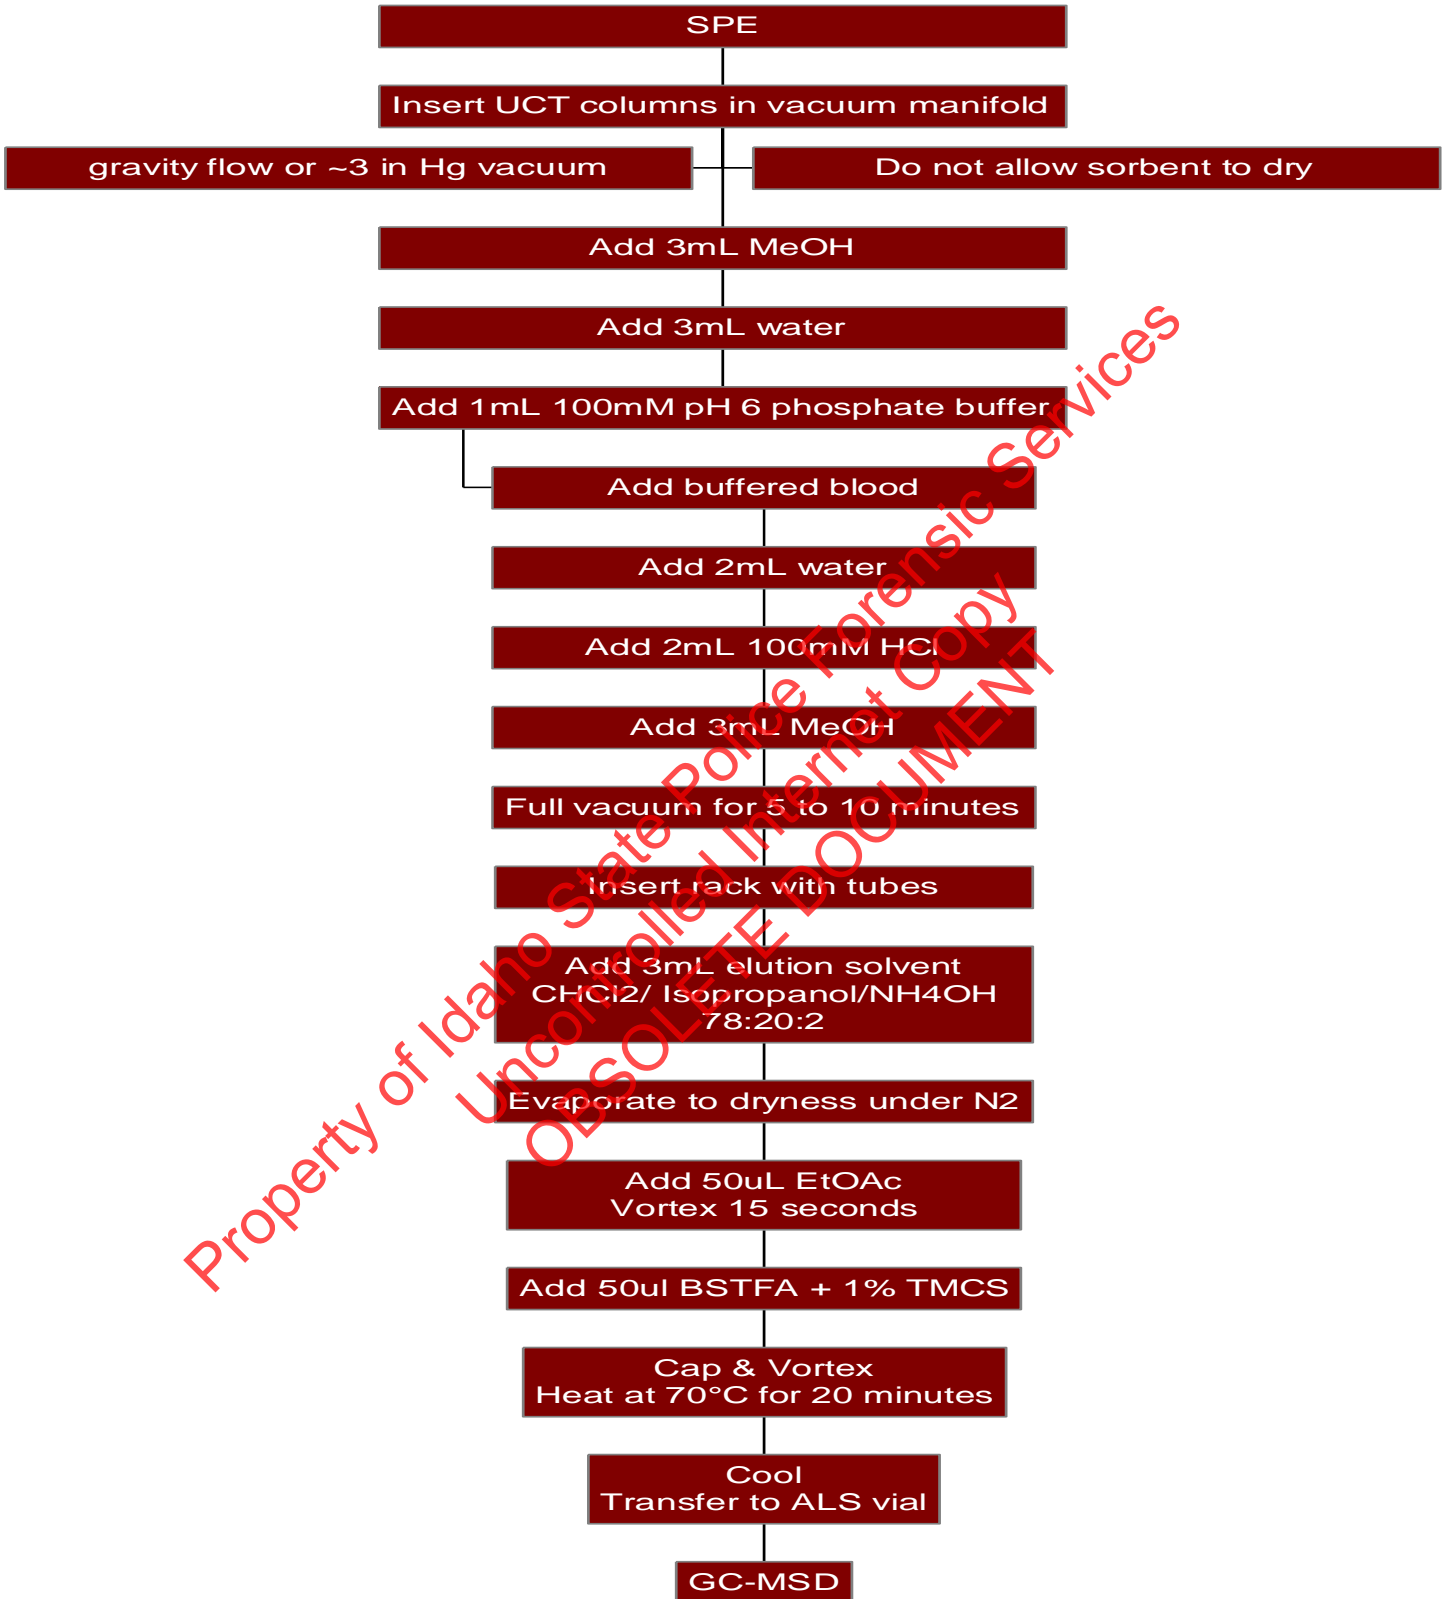 SPE
Insert UCT columns in vacuum manifold
gravity flow or ~3 in Hg vacuum
Do not allow sorbent to dry
Add 3mL MeOH
Add 3mL water
Add 1mL 100mM pH 6 phosphate buffer
Add buffered blood
Add 2mL water
Add 2mL 100mM HCl
Add 3mL MeOH
Full vacuum for 5 to 10 minutes
Insert rack with tubes
Add 3mL elution solvent
CHCl2/ Isopropanol/NH4OH
78:20:2
Evaporate to dryness under N2
Add 50uL EtOAc
Vortex 15 seconds
Add 50ul BSTFA + 1% TMCS
Cap & Vortex
Heat at 70°C for 20 minutes
Cool
Transfer to ALS vial
GC-MSD
Property of Idaho State Police Forensic Services
Uncontrolled Internet Copy
OBSOLETE DOCUMENT